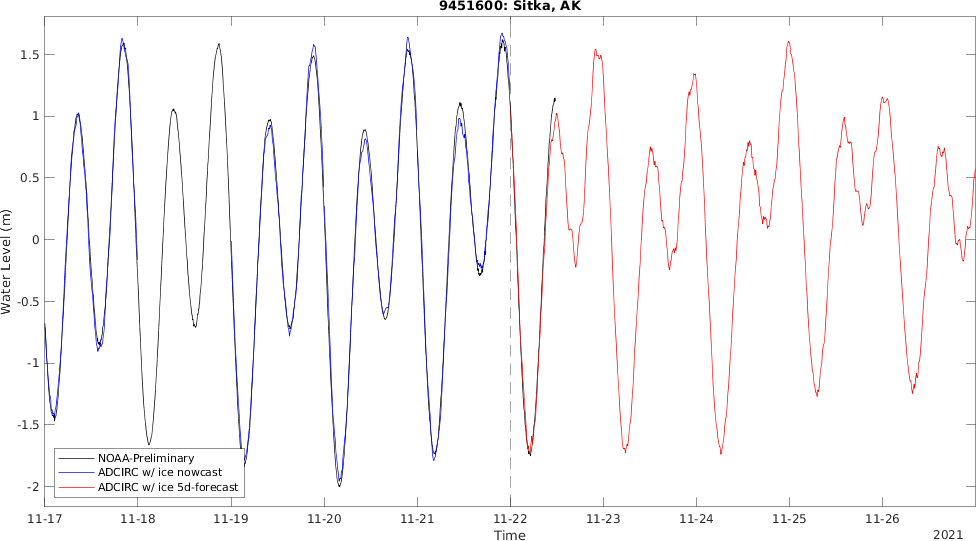 9451600: Sitka, AK
Water Level (m)
1.5
1
0.5
0
-0.5
-1
-1.5
-2
NOAA-Preliminary
ADCIRC w/ ice nowcast
ADCIRC w/ ice 5d-forecast
11-17 11-18 11-19 11-20 11-21 11-22 11-23 11-24 11-25 11-26
Time
2021